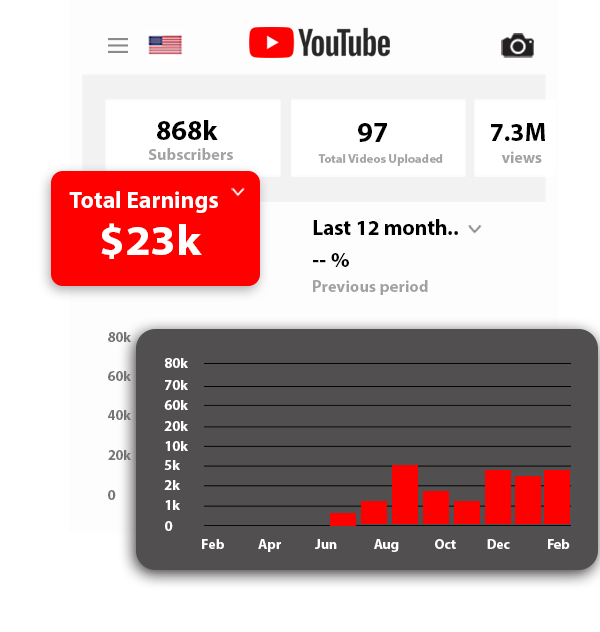 YouTube
868k
Subscribers
97
Total Videos Uploaded
7.3M
views
Total Earnings
$23k
Last 12 month..
-- %
Previous period
80k
60k
40k
20k
0
80k
70k
60k
20k
10k
5k
2k
1k
0
Feb Apr Jun Aug Oct Dec Feb